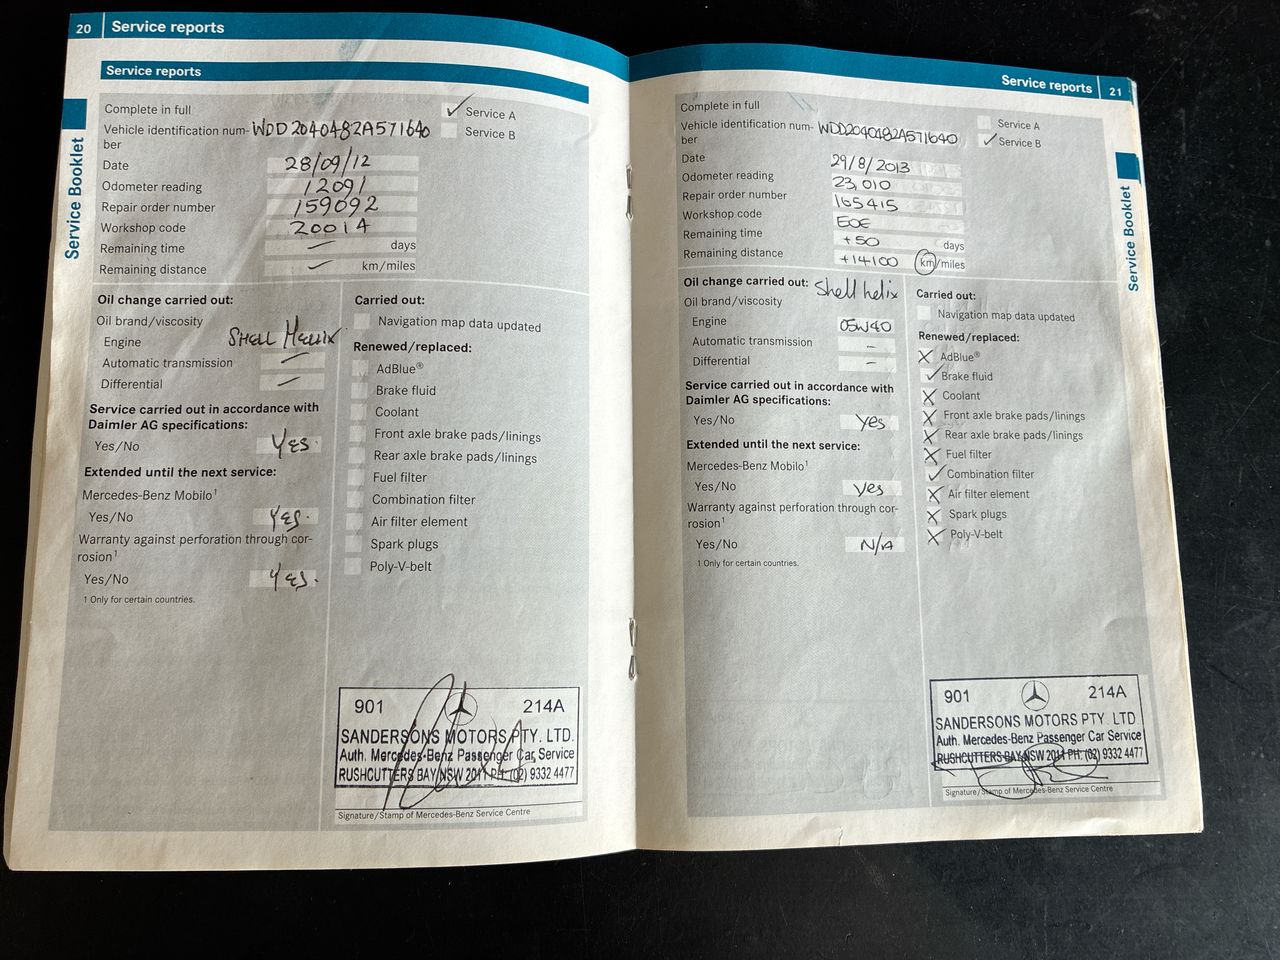 20 Service reports
Service reports
Service Booklet
Complete in full
✓ Service A
Vehicle identification num-
ber
WDD2040482A571640
Service B
Date 28/09/12
Odometer reading 12091
Repair order number 159092
Workshop code 20014
Remaining time — days
Remaining distance — km/miles
Oil change carried out:
Oil brand/viscosity
Engine SHELL HELLIX
Automatic transmission —
Differential —
Service carried out in accordance with
Daimler AG specifications:
Yes/No YES.
Extended until the next service:
Mercedes-Benz Mobilo¹
Yes/No YES.
Warranty against perforation through cor-
rosion¹
Yes/No YES.
¹ Only for certain countries.
Carried out:
Navigation map data updated
Renewed/replaced:
AdBlue®
Brake fluid
Coolant
Front axle brake pads/linings
Rear axle brake pads/linings
Fuel filter
Combination filter
Air filter element
Spark plugs
Poly-V-belt
901 214A
SANDERSONS MOTORS PTY. LTD.
Auth. Mercedes-Benz Passenger Car Service
RUSHCUTTERS BAY NSW 2011 PH: (02) 9332 4477
Signature/Stamp of Mercedes-Benz Service Centre
Service reports 21
Service Booklet
Complete in full
Service A
Vehicle identification num-
ber
WDD2040482A571640
✓ Service B
Date 29/8/2013
Odometer reading 23,010
Repair order number 165415
Workshop code EOE
Remaining time +50 days
Remaining distance +14100 km/miles
Oil change carried out: Shell helix
Oil brand/viscosity
Engine 05W40
Automatic transmission –
Differential –
Service carried out in accordance with
Daimler AG specifications:
Yes/No Yes
Extended until the next service:
Mercedes-Benz Mobilo¹
Yes/No Yes
Warranty against perforation through cor-
rosion¹
Yes/No N/A
¹ Only for certain countries.
Carried out:
Navigation map data updated
Renewed/replaced:
X AdBlue®
✓ Brake fluid
X Coolant
X Front axle brake pads/linings
X Rear axle brake pads/linings
X Fuel filter
✓ Combination filter
X Air filter element
X Spark plugs
X Poly-V-belt
901 214A
SANDERSONS MOTORS PTY. LTD.
Auth. Mercedes-Benz Passenger Car Service
RUSHCUTTERS BAY NSW 2011 PH: (02) 9332 4477
Signature/Stamp of Mercedes-Benz Service Centre